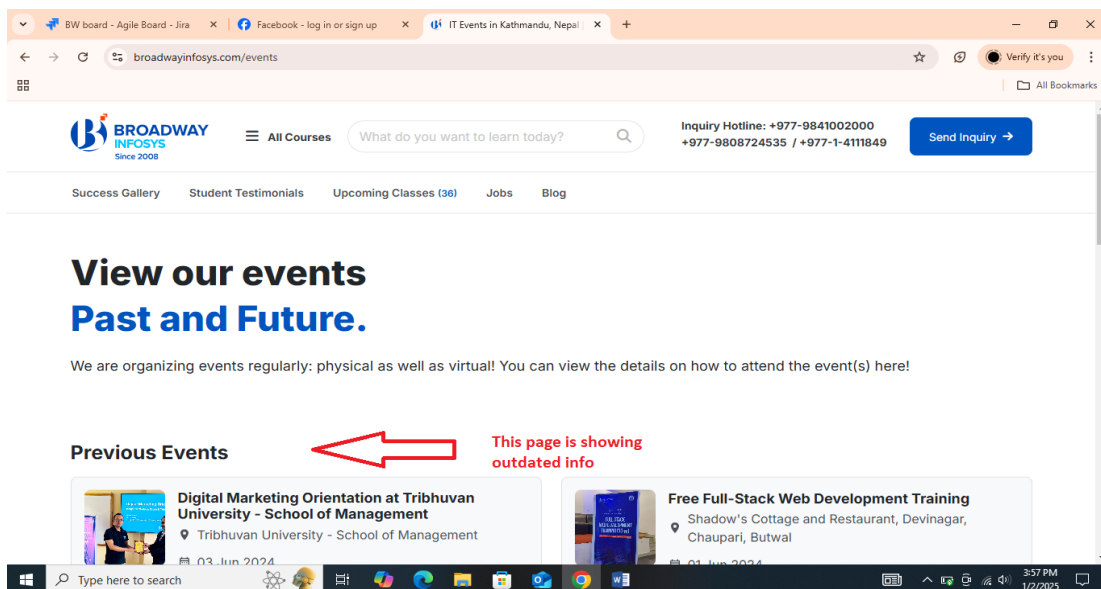 BW board - Agile Board - Jira
Facebook - log in or sign up
IT Events in Kathmandu, Nepal |
broadwayinfosys.com/events
Verify it's you
All Bookmarks
BROADWAY
INFOSYS
Since 2008
All Courses
What do you want to learn today?
Inquiry Hotline: +977-9841002000
+977-9808724535 / +977-1-4111849
Send Inquiry →
Success Gallery Student Testimonials Upcoming Classes (36) Jobs Blog
View our events
Past and Future.
We are organizing events regularly: physical as well as virtual! You can view the details on how to attend the event(s) here!
Previous Events
This page is showing
outdated info
Digital Marketing Orientation at Tribhuvan
University - School of Management
Tribhuvan University - School of Management
03 Jun 2024
Free Full-Stack Web Development Training
Shadow's Cottage and Restaurant, Devinagar,
Chaupari, Butwal
01 Jun 2024
Type here to search
3:57 PM
1/2/2025